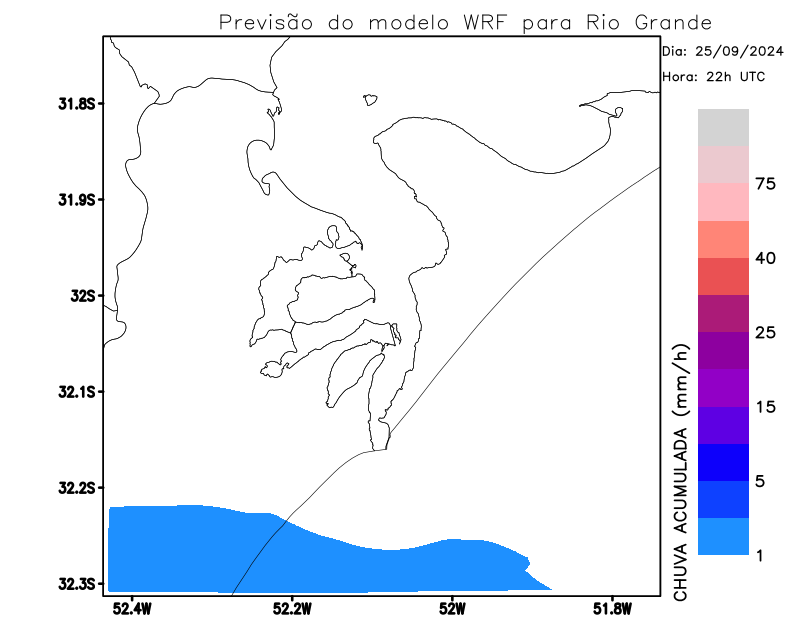 Previsão do modelo WRF para Rio Grande
Dia: 25/09/2024
Hora: 22h UTC
31.8S
31.9S
32S
32.1S
32.2S
32.3S
52.4W
52.2W
52W
51.8W
75
40
25
15
5
1
CHUVA ACUMULADA (mm/h)